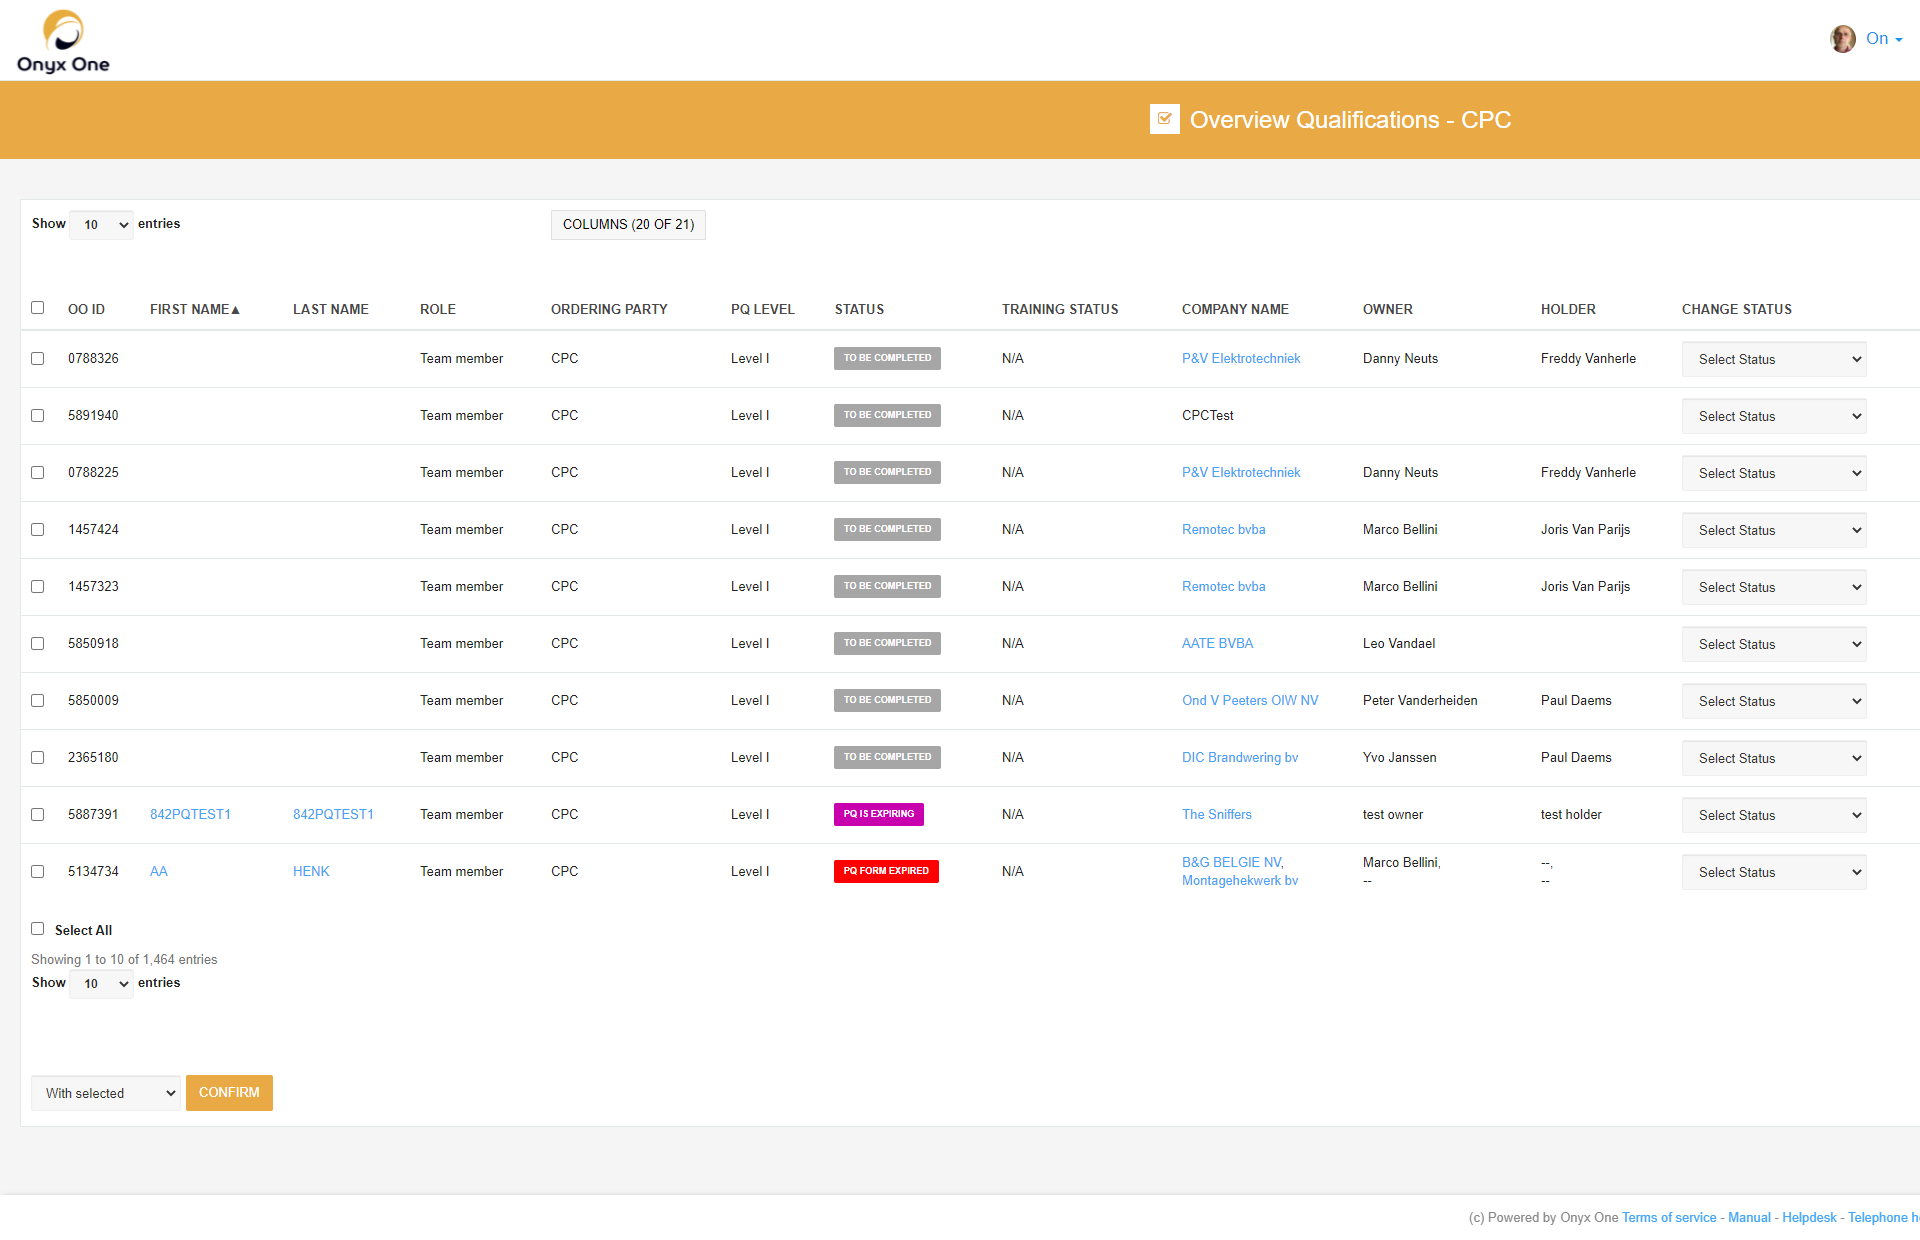 Onyx One
On
Overview Qualifications - CPC
Show 10 entries
COLUMNS (20 OF 21)
OO ID FIRST NAME▲ LAST NAME ROLE ORDERING PARTY PQ LEVEL STATUS TRAINING STATUS COMPANY NAME OWNER HOLDER CHANGE STATUS
0788326 Team member CPC Level I TO BE COMPLETED N/A P&V Elektrotechniek Danny Neuts Freddy Vanherle Select Status
5891940 Team member CPC Level I TO BE COMPLETED N/A CPCTest Select Status
0788225 Team member CPC Level I TO BE COMPLETED N/A P&V Elektrotechniek Danny Neuts Freddy Vanherle Select Status
1457424 Team member CPC Level I TO BE COMPLETED N/A Remotec bvba Marco Bellini Joris Van Parijs Select Status
1457323 Team member CPC Level I TO BE COMPLETED N/A Remotec bvba Marco Bellini Joris Van Parijs Select Status
5850918 Team member CPC Level I TO BE COMPLETED N/A AATE BVBA Leo Vandael Select Status
5850009 Team member CPC Level I TO BE COMPLETED N/A Ond V Peeters OIW NV Peter Vanderheiden Paul Daems Select Status
2365180 Team member CPC Level I TO BE COMPLETED N/A DIC Brandwering bv Yvo Janssen Paul Daems Select Status
5887391 842PQTEST1 842PQTEST1 Team member CPC Level I PQ IS EXPIRING N/A The Sniffers test owner test holder Select Status
5134734 AA HENK Team member CPC Level I PQ FORM EXPIRED N/A B&G BELGIE NV, Marco Bellini, --, Select Status
Montagehekwerk bv -- --
Select All
Showing 1 to 10 of 1,464 entries
Show 10 entries
With selected CONFIRM
(c) Powered by Onyx One Terms of service - Manual - Helpdesk - Telephone h